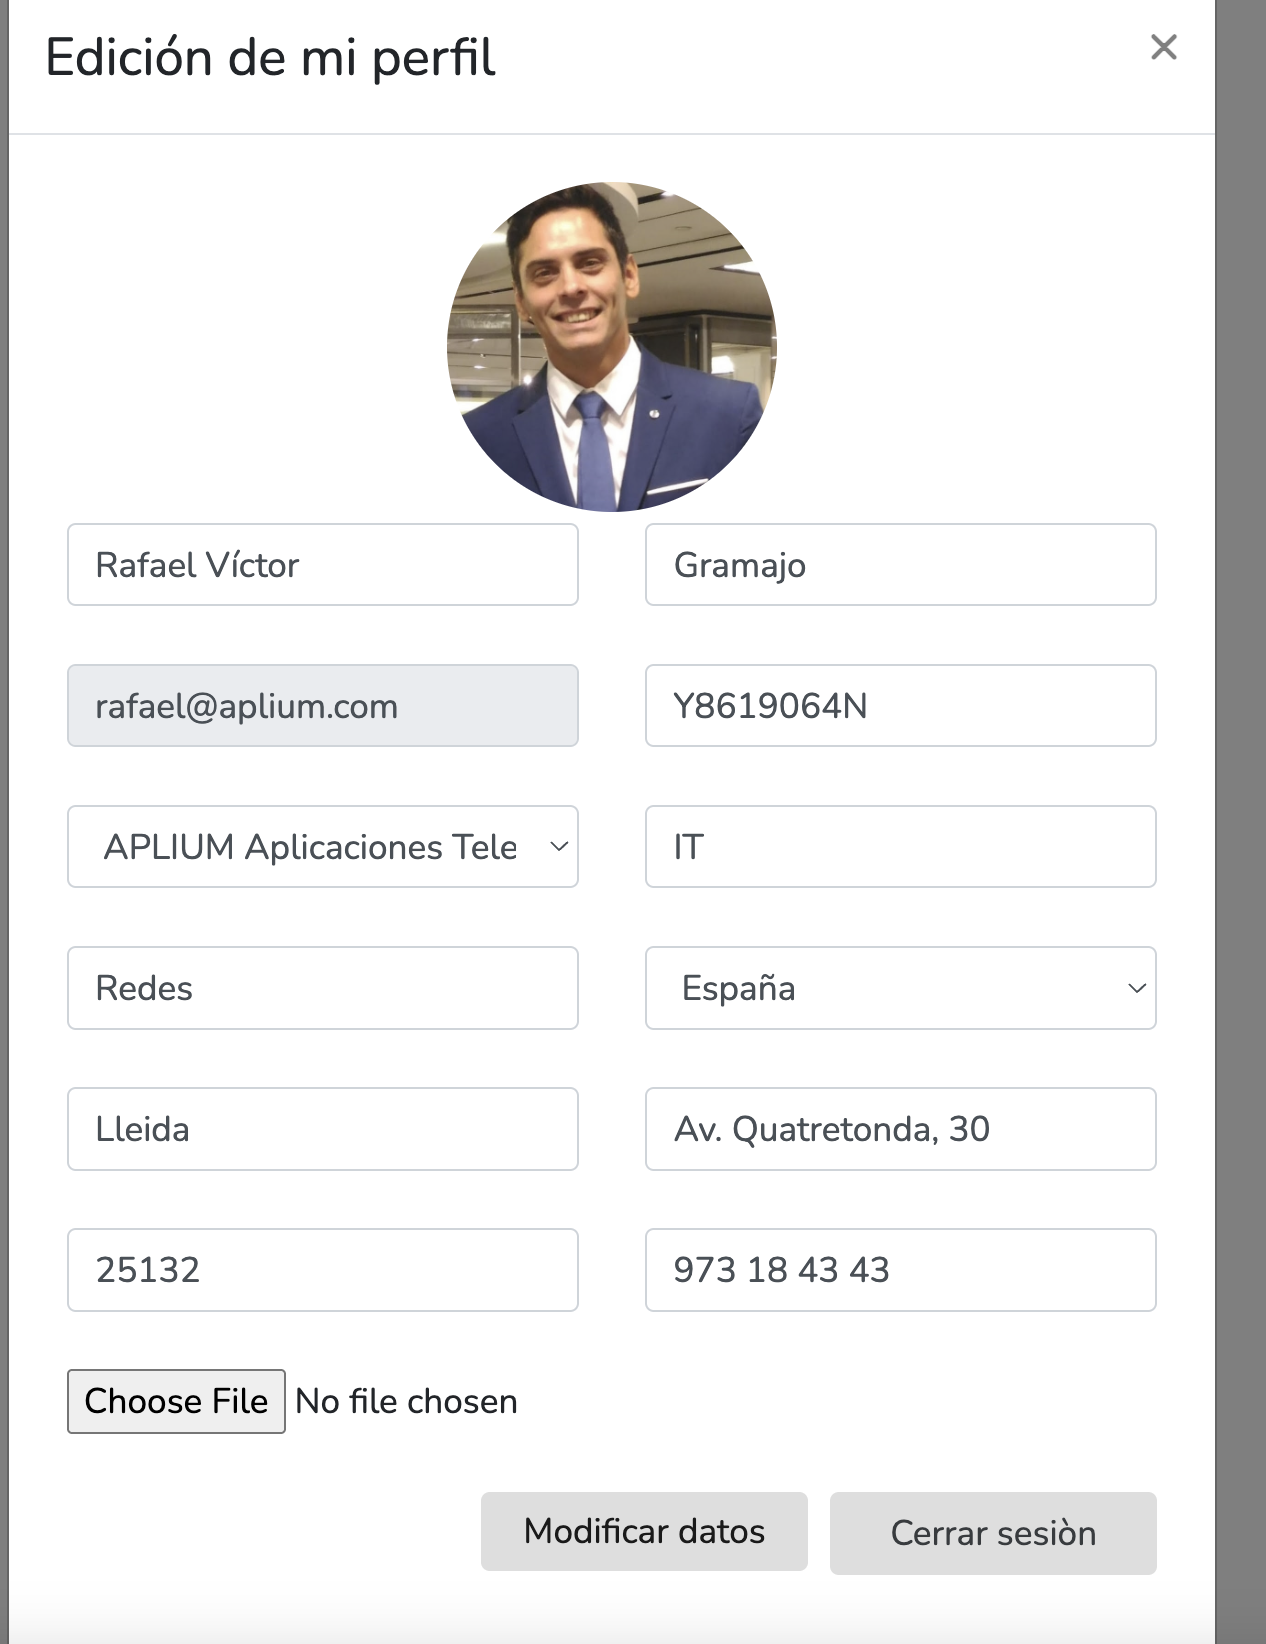 Edición de mi perfil
Rafael Víctor
Gramajo
rafael@aplium.com
Y8619064N
APLIUM Aplicaciones Tele
IT
Redes
España
Lleida
Av. Quatretonda, 30
25132
973 18 43 43
Choose File No file chosen
Modificar datos
Cerrar sesiòn